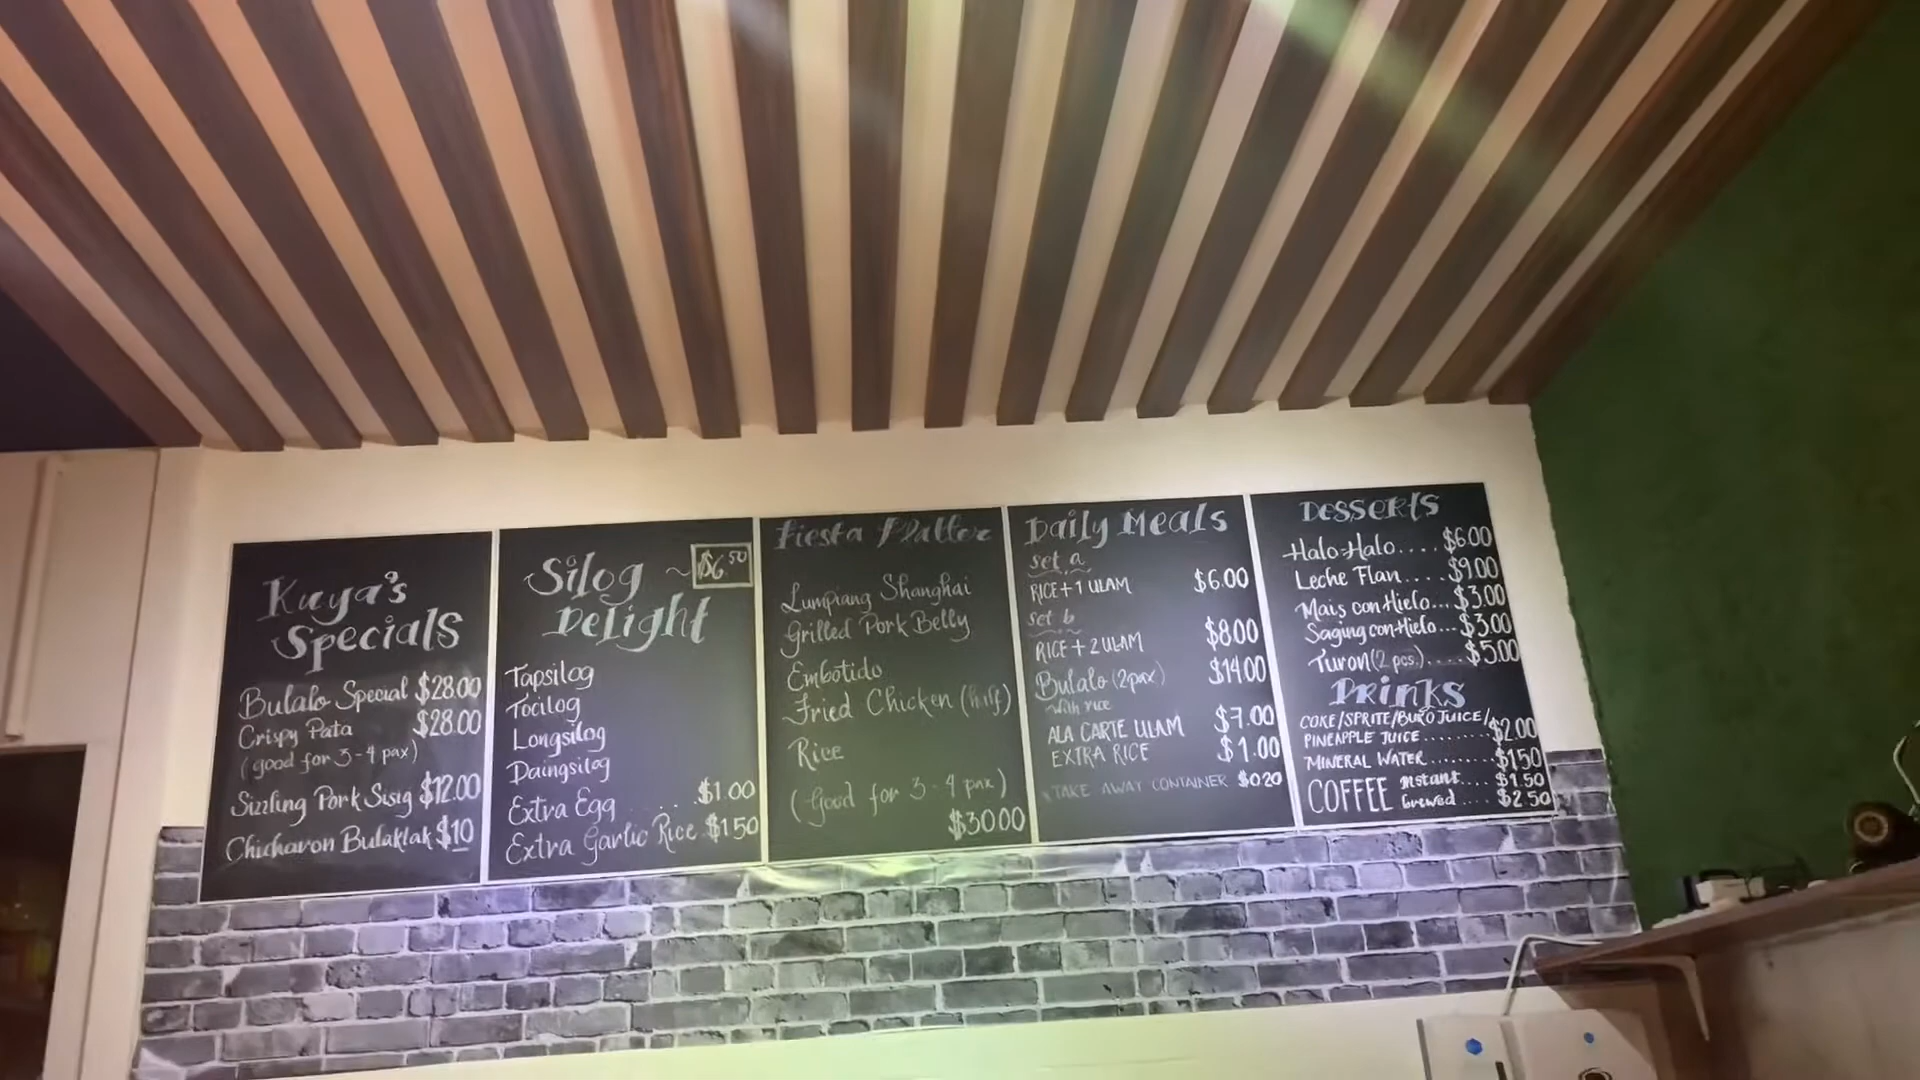 Kuya's
Specials
Bulalo Special $28.00
Crispy Pata $28.00
(good for 3-4 pax)
Sizzling Pork Sisig $12.00
Chicharon Bulaklak $10
Silog ~ $6.50
Delight
Tapsilog
Tocilog
Longsilog
Daingsilog
Extra Egg .... $1.00
Extra Garlic Rice $1.50
Fiesta Platter
Lumpiang Shanghai
Grilled Pork Belly
Embotido
Fried Chicken (half)
Rice
(Good for 3-4 pax)
$30.00
Daily Meals
set a
RICE + 1 ULAM $6.00
set b
RICE + 2 ULAM $8.00
Bulalo (2pax) $14.00
with rice
ALA CARTE ULAM $7.00
EXTRA RICE $1.00
*TAKE AWAY CONTAINER $0.20
Desserts
Halo-Halo.... $6.00
Leche Flan.... $9.00
Mais con Hielo... $3.00
Saging con Hielo... $3.00
Turon (2 pcs.).... $5.00
Drinks
COKE/SPRITE/BUKO JUICE/
PINEAPPLE JUICE......... $2.00
MINERAL WATER......... $1.50
COFFEE instant.... $1.50
brewed .... $2.50